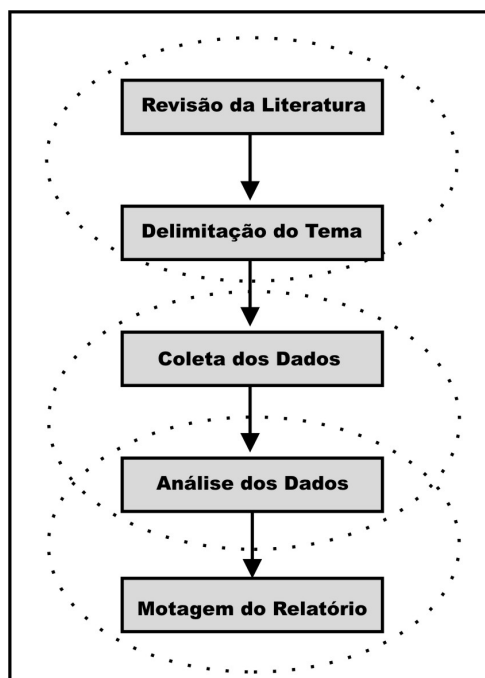 Revisão da Literatura
Delimitação do Tema
Coleta dos Dados
Análise dos Dados
Motagem do Relatório